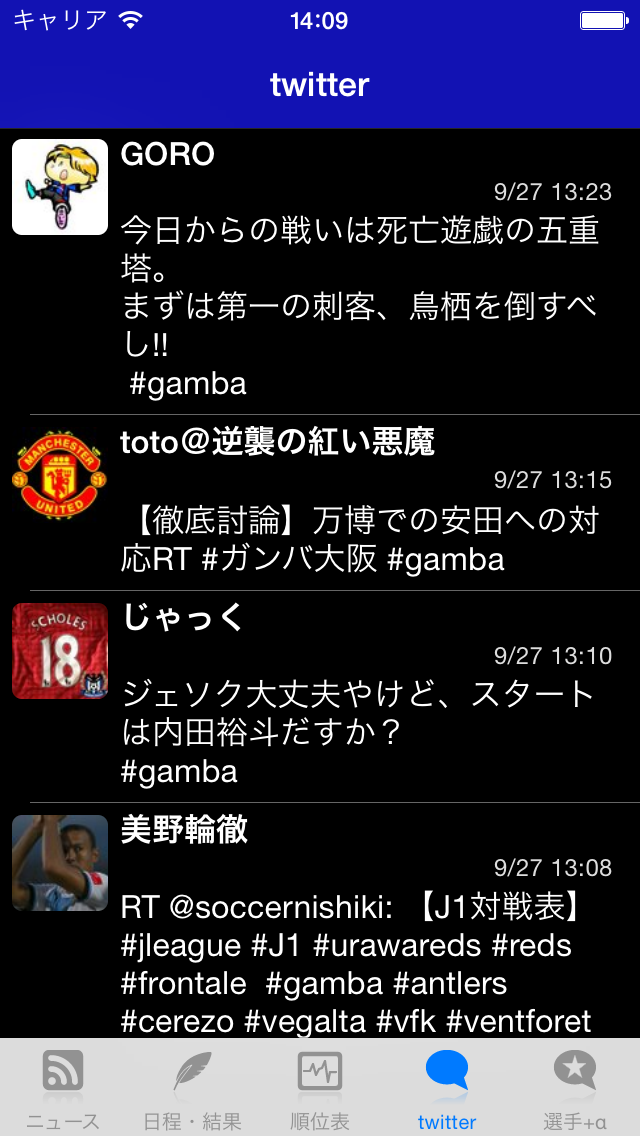 キャリア 14:09
twitter
GORO
9/27 13:23
今日からの戦いは死亡遊戯の五重
塔。
まずは第一の刺客、鳥栖を倒すべ
し!!
#gamba
MANCHESTER
UNITED
toto@逆襲の紅い悪魔
9/27 13:15
【徹底討論】万博での安田への対
応RT #ガンバ大阪 #gamba
SCHOLES
18
じゃっく
9/27 13:10
ジェソク大丈夫やけど、スタート
は内田裕斗だすか？
#gamba
美野輪徹
9/27 13:08
RT @soccernishiki: 【J1対戦表】
#jleague #J1 #urawareds #reds
#frontale #gamba #antlers
#cerezo #vegalta #vfk #ventforet
ニュース 日程・結果 順位表 twitter 選手+α